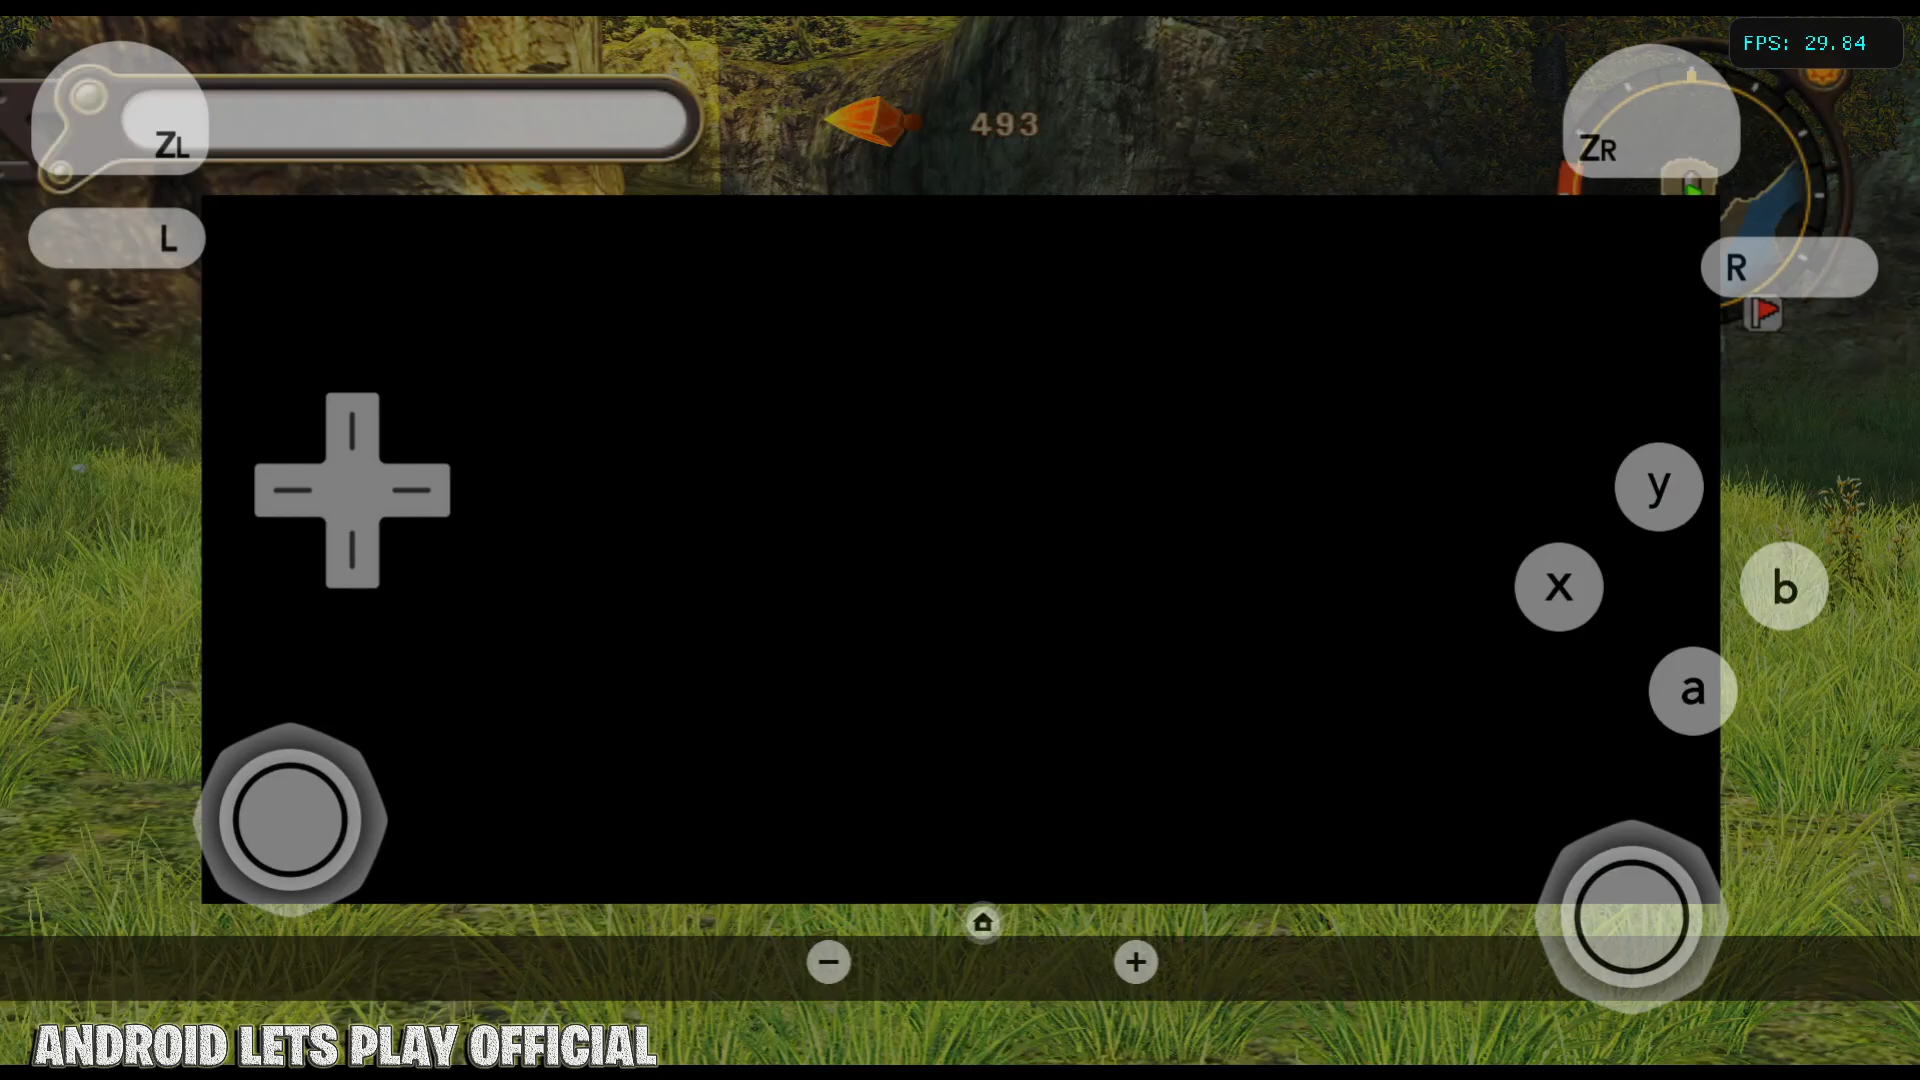 FPS: 29.84
493
ZL
ZR
L
R
y
x
b
a
- +
ANDROID LETS PLAY OFFICIAL